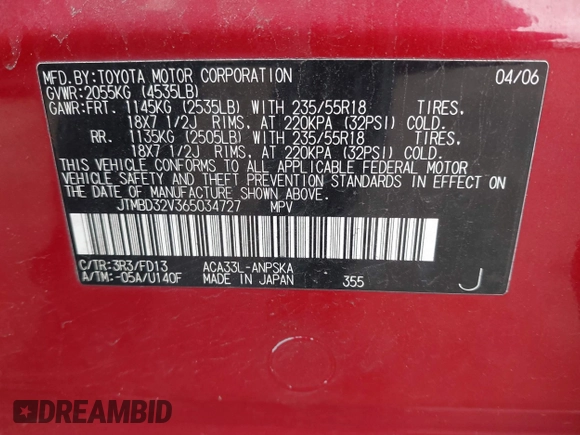 MFD.BY:TOYOTA MOTOR CORPORATION 04/06
GVWR:2055KG (4535LB)
GAWR:FRT. 1145KG (2535LB) WITH 235/55R18 TIRES,
18X7 1/2J RIMS, AT 220KPA (32PSI) COLD.
RR. 1135KG (2505LB) WITH 235/55R18 TIRES,
18X7 1/2J RIMS, AT 220KPA (32PSI) COLD.
THIS VEHICLE CONFORMS TO ALL APPLICABLE FEDERAL MOTOR
VEHICLE SAFETY AND THEFT PREVENTION STANDARDS IN EFFECT ON
THE DATE OF MANUFACTURE SHOWN ABOVE.
JTMBD32V365034727 MPV
C/TR:3R3/FD13 ACA33L-ANPSKA
A/TM:-05A/U140F MADE IN JAPAN 355 J
DREAMBID